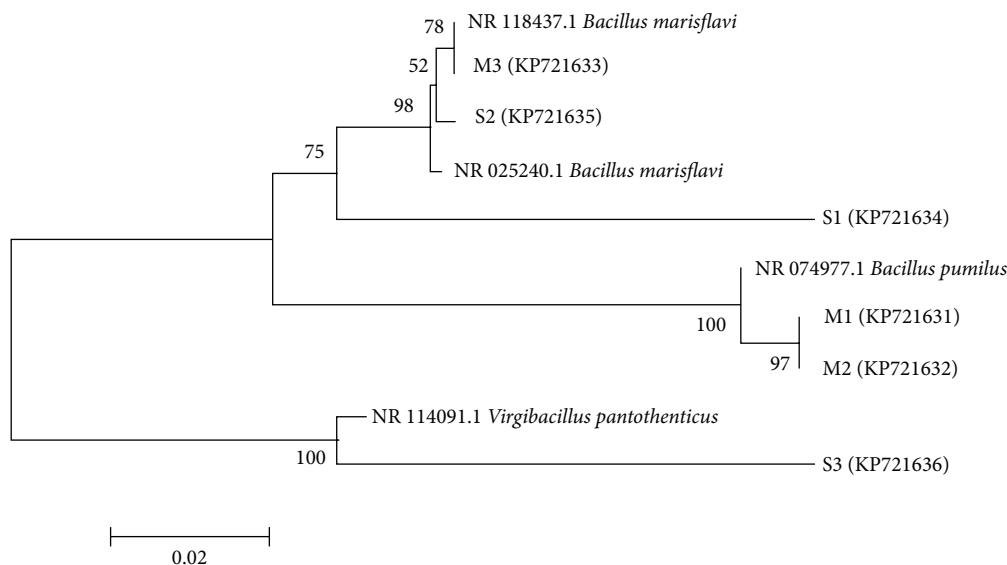 78
NR 118437.1 Bacillus marisflavi
52
M3 (KP721633)
98
S2 (KP721635)
75
NR 025240.1 Bacillus marisflavi
S1 (KP721634)
NR 074977.1 Bacillus pumilus
100
M1 (KP721631)
97
M2 (KP721632)
NR 114091.1 Virgibacillus pantothenticus
100
S3 (KP721636)
0.02